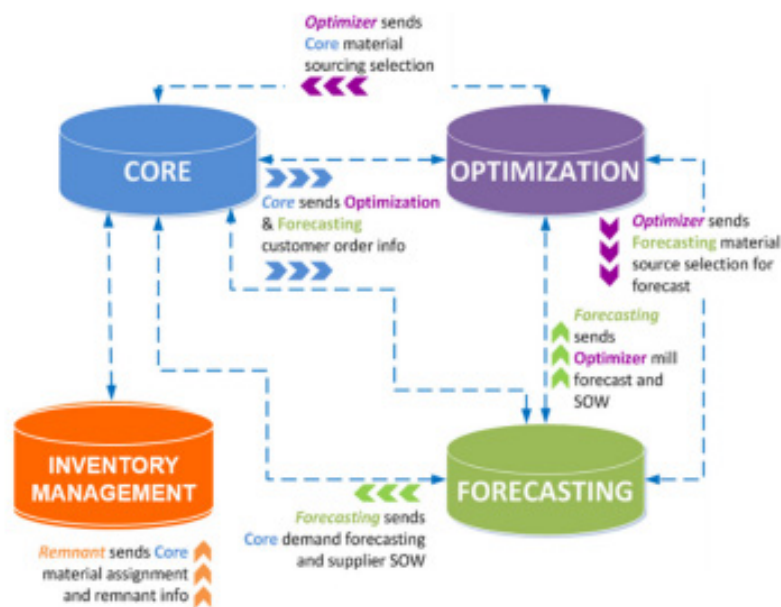 Optimizer sends
Core material
sourcing selection
CORE
OPTIMIZATION
Core sends Optimization
& Forecasting
customer order info
Optimizer sends
Forecasting material
source selection for
forecast
Forecasting
sends
Optimizer mill
forecast and
SOW
INVENTORY
MANAGEMENT
FORECASTING
Forecasting sends
Core demand forecasting
and supplier SOW
Remnant sends Core
material assignment
and remnant info